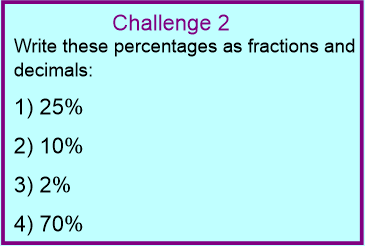 Challenge 2
Write these percentages as fractions and
decimals:
1) 25%
2) 10%
3) 2%
4) 70%